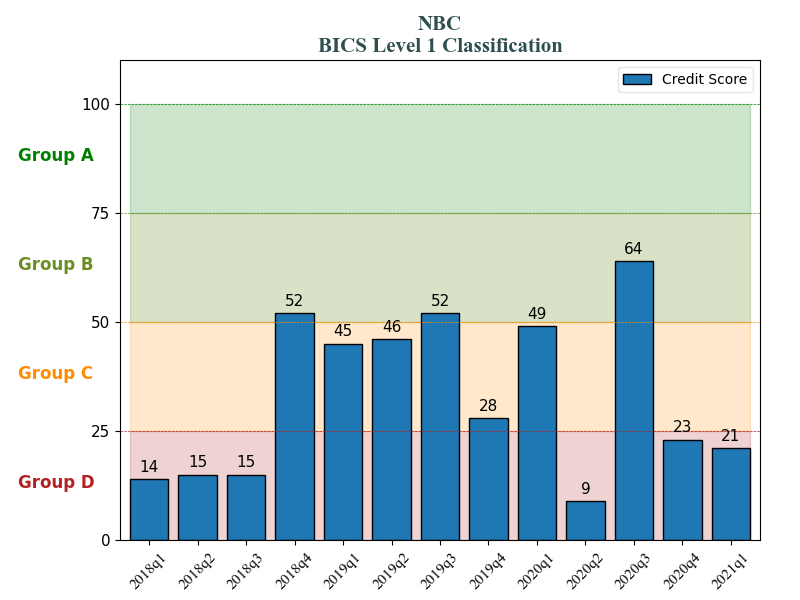 NBC
BICS Level 1 Classification
Credit Score
100
Group A
75
Group B
64
52
52
50
49
46
45
Group C
28
25
23
21
15
15
14
Group D
9
0
2018q1
2018q2
2018q3
2018q4
2019q1
2019q2
2019q3
2019q4
2020q1
2020q2
2020q3
2020q4
2021q1